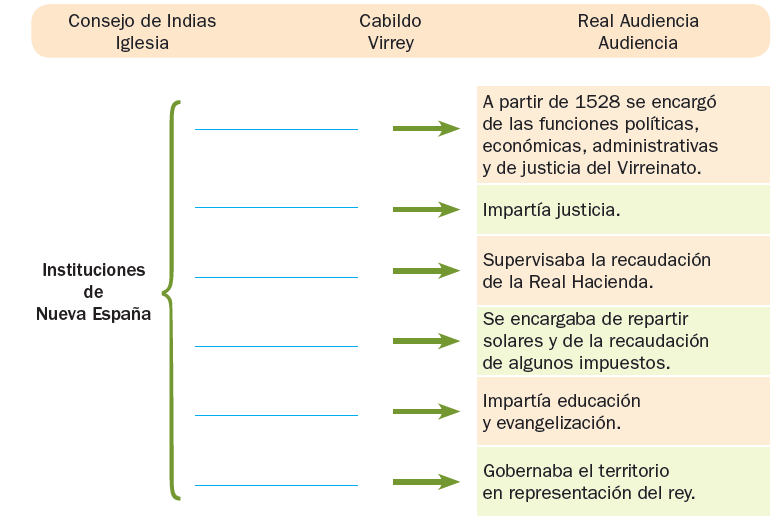 Consejo de Indias
Iglesia
Cabildo
Virrey
Real Audiencia
Audiencia
Instituciones
de
Nueva España
A partir de 1528 se encargó
de las funciones políticas,
económicas, administrativas
y de justicia del Virreinato.
Impartía justicia.
Supervisaba la recaudación
de la Real Hacienda.
Se encargaba de repartir
solares y de la recaudación
de algunos impuestos.
Impartía educación
y evangelización.
Gobernaba el territorio
en representación del rey.